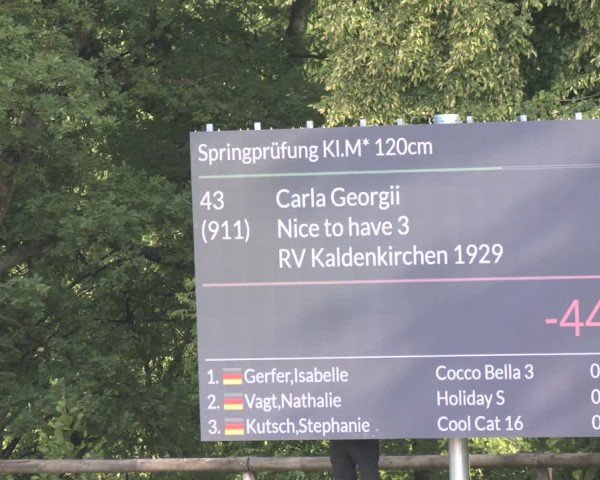 Springprüfung Kl.M* 120cm
43 Carla Georgii
(911) Nice to have 3
RV Kaldenkirchen 1929
-44
1. Gerfer,Isabelle Cocco Bella 3 0
2. Vagt,Nathalie Holiday S 0
3. Kutsch,Stephanie Cool Cat 16 0